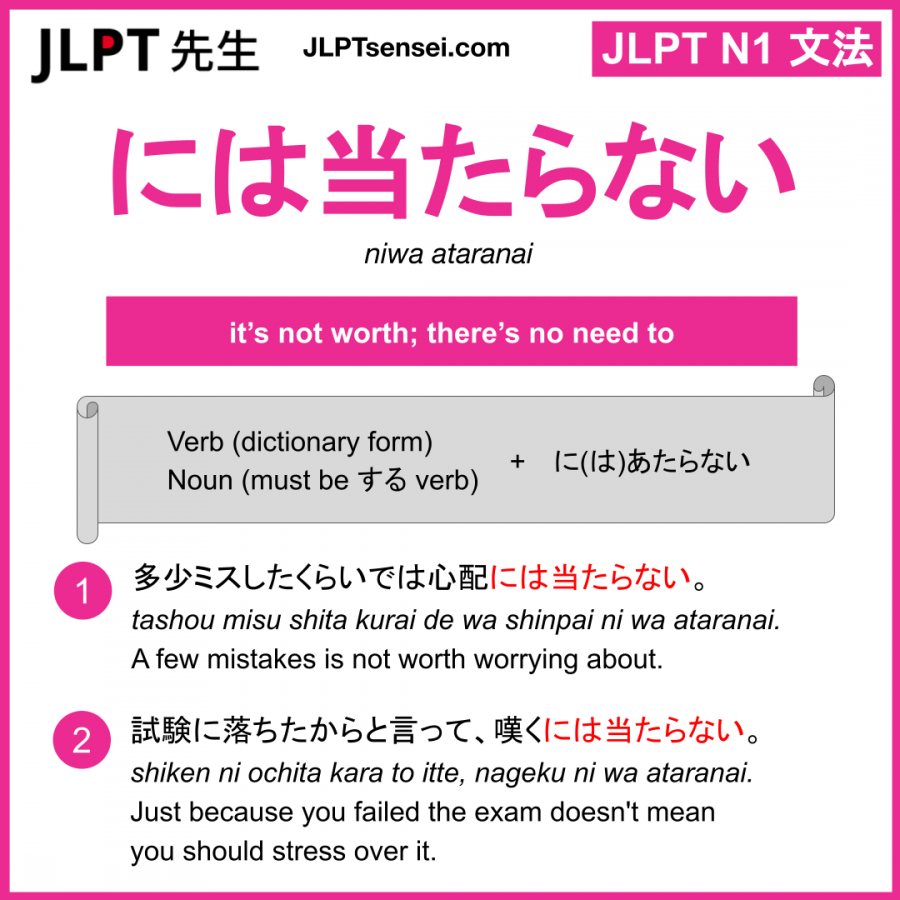 JLPT 先生
JLPTsensei.com
JLPT N1 文法
には当たらない
niwa ataranai
it's not worth; there's no need to
Verb (dictionary form)
Noun (must be する verb)
+ に(は)あたらない
1
多少ミスしたくらいでは心配には当たらない。
tashou misu shita kurai de wa shinpai ni wa ataranai.
A few mistakes is not worth worrying about.
2
試験に落ちたからと言って、嘆くには当たらない。
shiken ni ochita kara to itte, nageku ni wa ataranai.
Just because you failed the exam doesn't mean
you should stress over it.